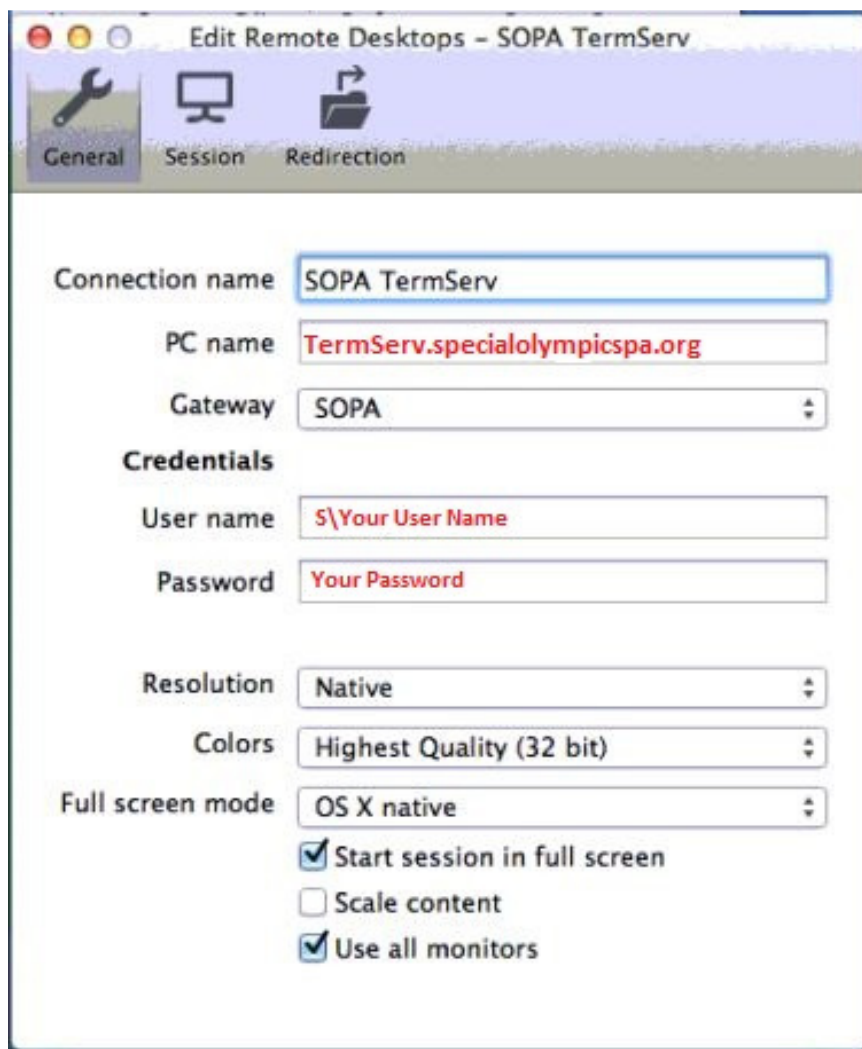 Edit Remote Desktops – SOPA TermServ
General Session Redirection
Connection name SOPA TermServ
PC name TermServ.specialolympicspa.org
Gateway SOPA
Credentials
User name S\Your User Name
Password Your Password
Resolution Native
Colors Highest Quality (32 bit)
Full screen mode OS X native
Start session in full screen
Scale content
Use all monitors